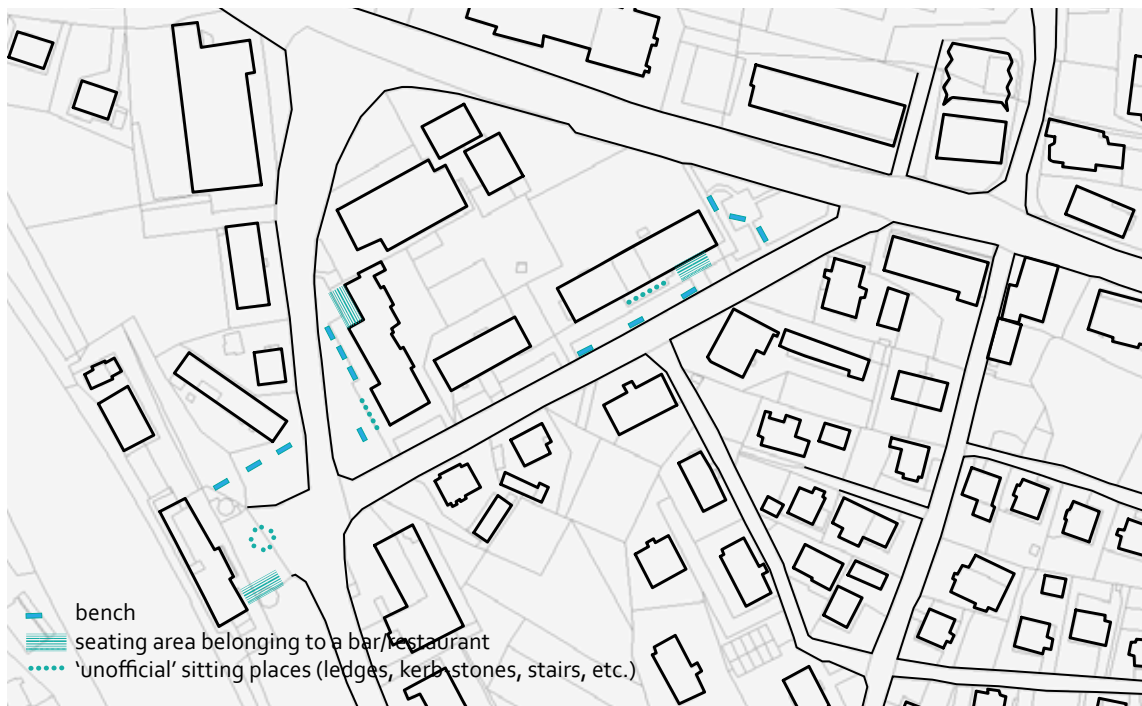 bench
seating area belonging to a bar/restaurant
‘unofficial’ sitting places (ledges, kerb-stones, stairs, etc.)